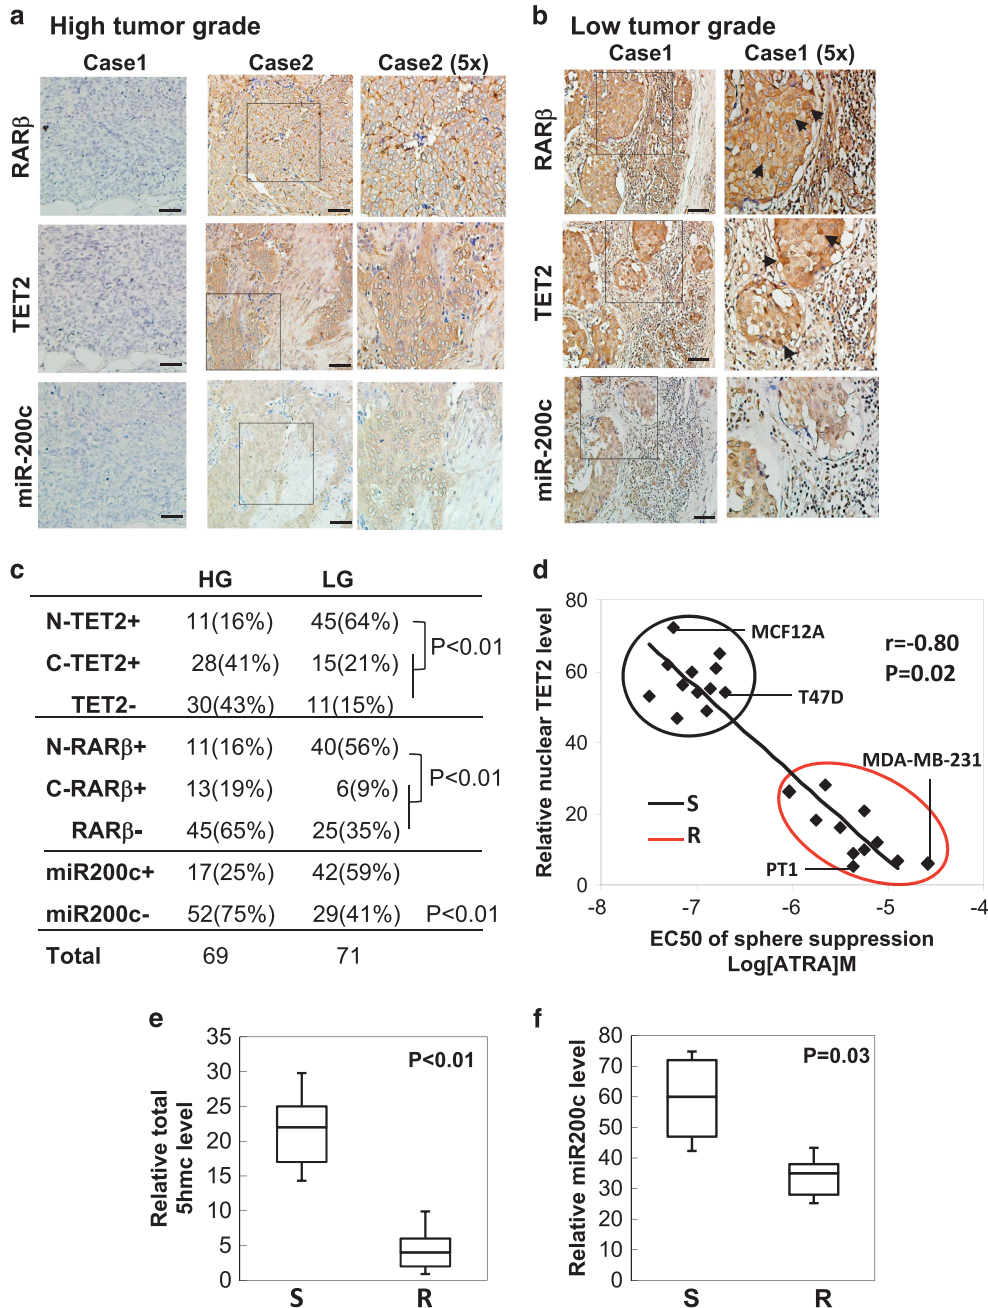 a High tumor grade
Case1 Case2 Case2 (5x)
RARβ
TET2
miR-200c
b Low tumor grade
Case1 Case1 (5x)
RARβ
TET2
miR-200c
c
HG LG
N-TET2+ 11(16%) 45(64%)
C-TET2+ 28(41%) 15(21%)
P<0.01
TET2- 30(43%) 11(15%)
N-RARβ+ 11(16%) 40(56%)
C-RARβ+ 13(19%) 6(9%)
P<0.01
RARβ- 45(65%) 25(35%)
miR200c+ 17(25%) 42(59%)
miR200c- 52(75%) 29(41%) P<0.01
Total 69 71
d
Relative nuclear TET2 level
80
60
40
20
0
-8 -7 -6 -5 -4
MCF12A
T47D
r=-0.80
P=0.02
MDA-MB-231
S
R
PT1
EC50 of sphere suppression
Log[ATRA]M
e
Relative total
5hmc level
35
30
25
20
15
10
5
0
P<0.01
S R
f
Relative miR200c level
80
70
60
50
40
30
20
10
0
P=0.03
S R